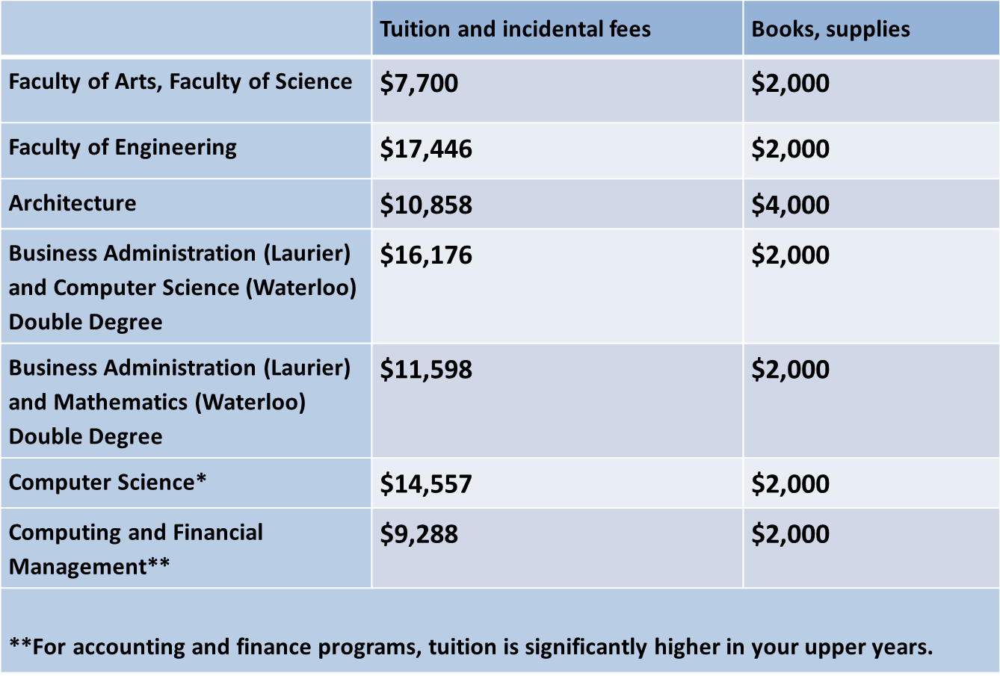 Tuition and incidental fees Books, supplies
Faculty of Arts, Faculty of Science $7,700 $2,000
Faculty of Engineering $17,446 $2,000
Architecture $10,858 $4,000
Business Administration (Laurier) $16,176 $2,000
and Computer Science (Waterloo)
Double Degree
Business Administration (Laurier) $11,598 $2,000
and Mathematics (Waterloo)
Double Degree
Computer Science* $14,557 $2,000
Computing and Financial $9,288 $2,000
Management**
**For accounting and finance programs, tuition is significantly higher in your upper years.